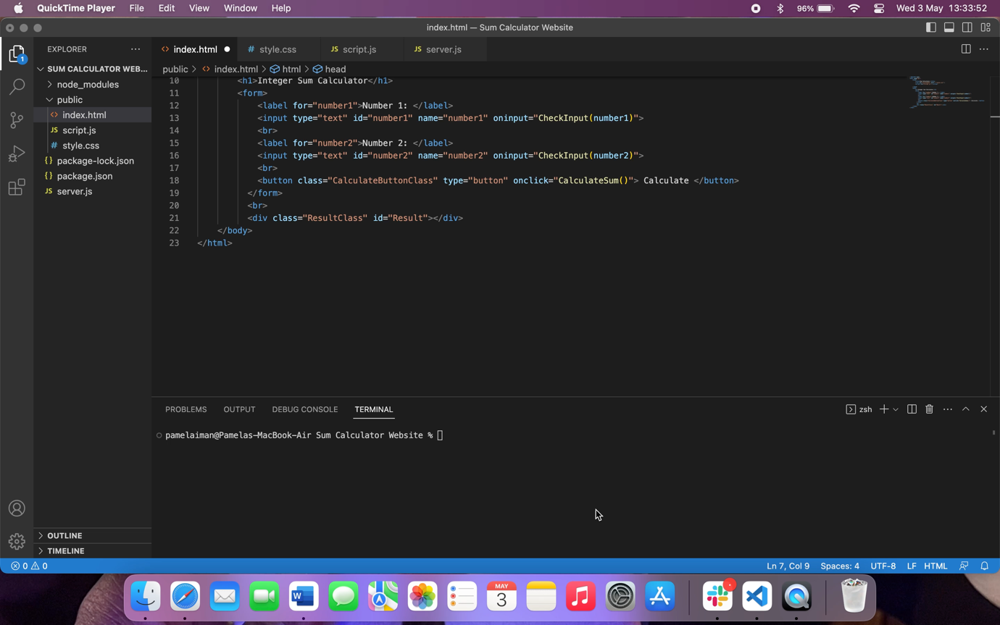 QuickTime Player File Edit View Window Help 96% Wed 3 May 13:33:52
index.html — Sum Calculator Website
EXPLORER
SUM CALCULATOR WEB...
node_modules
public
<> index.html
JS script.js
# style.css
{} package-lock.json
{} package.json
JS server.js
OUTLINE
TIMELINE
1
<> index.html
# style.css
JS script.js
JS server.js
public > <> index.html > html > head
10 <h1>Integer Sum Calculator</h1>
11 <form>
12 <label for="number1">Number 1: </label>
13 <input type="text" id="number1" name="number1" oninput="CheckInput(number1)">
14 <br>
15 <label for="number2">Number 2: </label>
16 <input type="text" id="number2" name="number2" oninput="CheckInput(number2)">
17 <br>
18 <button class="CalculateButtonClass" type="button" onclick="CalculateSum()"> Calculate </button>
19 </form>
20 <br>
21 <div class="ResultClass" id="Result"></div>
22 </body>
23 </html>
PROBLEMS OUTPUT DEBUG CONSOLE TERMINAL
zsh
pamelaiman@Pamelas-MacBook-Air Sum Calculator Website %
0 0
Ln 7, Col 9 Spaces: 4 UTF-8 LF HTML
W
MAY
3